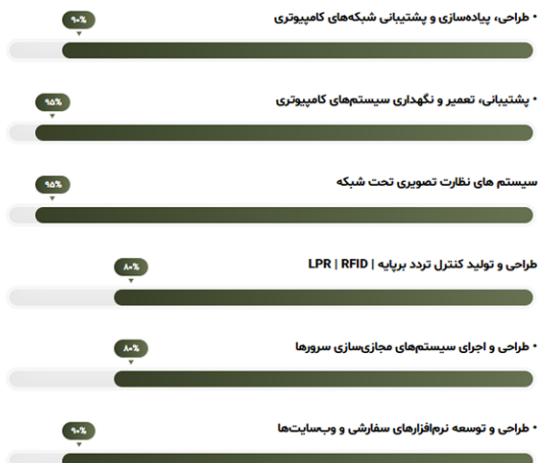 • طراحی، پیاده‌سازی و پشتیبانی شبکه‌های کامپیوتری
۹۰%
• پشتیبانی، تعمیر و نگهداری سیستم‌های کامپیوتری
۹۵%
سیستم های نظارت تصویری تحت شبکه
۹۵%
طراحی و تولید کنترل تردد برپایه | LPR | RFID
۸۰%
• طراحی و اجرای سیستم‌های مجازی‌سازی سرورها
۸۰%
• طراحی و توسعه نرم‌افزارهای سفارشی و وب‌سایت‌ها
۹۰%